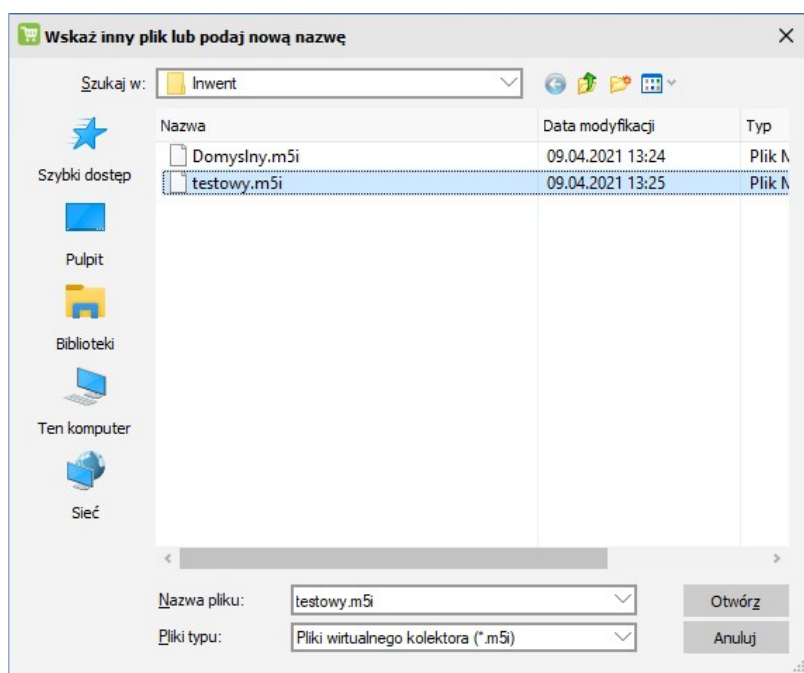 Wskaż inny plik lub podaj nową nazwę
Szukaj w: Inwent
Nazwa Data modyfikacji Typ
Domyslny.m5i 09.04.2021 13:24 Plik M
testowy.m5i 09.04.2021 13:25 Plik M
Szybki dostęp
Pulpit
Biblioteki
Ten komputer
Sieć
Nazwa pliku: testowy.m5i Otwórz
Pliki typu: Pliki wirtualnego kolektora (*.m5i) Anuluj